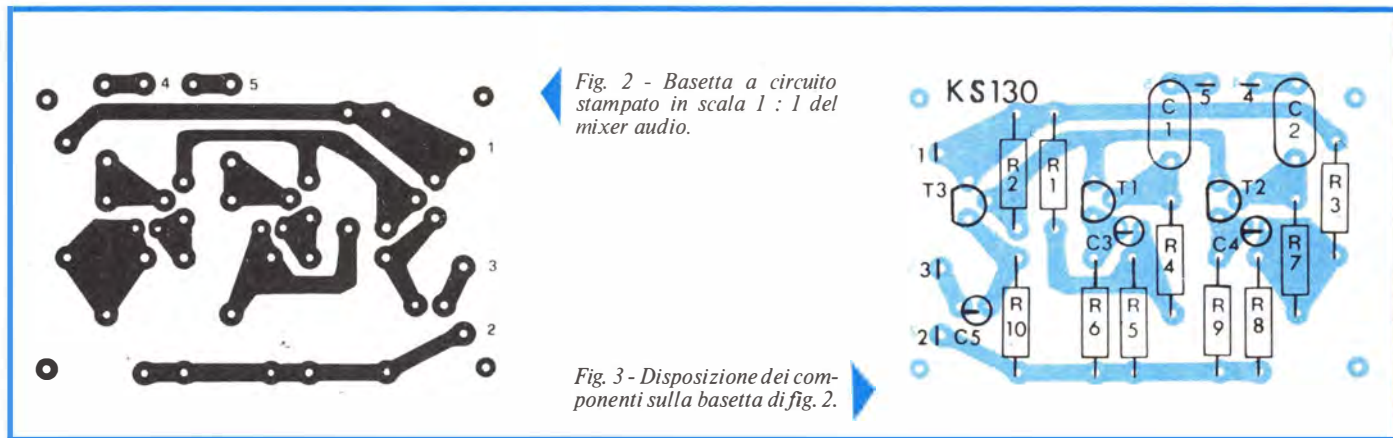 4
5
1
3
2
Fig. 2 - Basetta a circuito
stampato in scala 1 : 1 del
mixer audio.
Fig. 3 - Disposizione dei com-
ponenti sulla basetta di fig. 2.
KS130
5
4
C
1
C
2
1
R
2
R
1
R
3
T3
T1
T2
C3
R
4
C4
R
7
3
2
C5
R
10
R
6
R
5
R
9
R
8